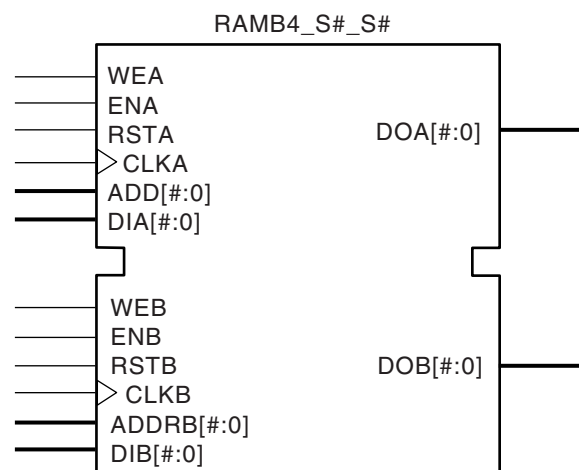 RAMB4_S#_S#
WEA
ENA
RSTA
CLKA
ADD[#:0]
DIA[#:0]
DOA[#:0]
WEB
ENB
RSTB
CLKB
ADDRB[#:0]
DIB[#:0]
DOB[#:0]